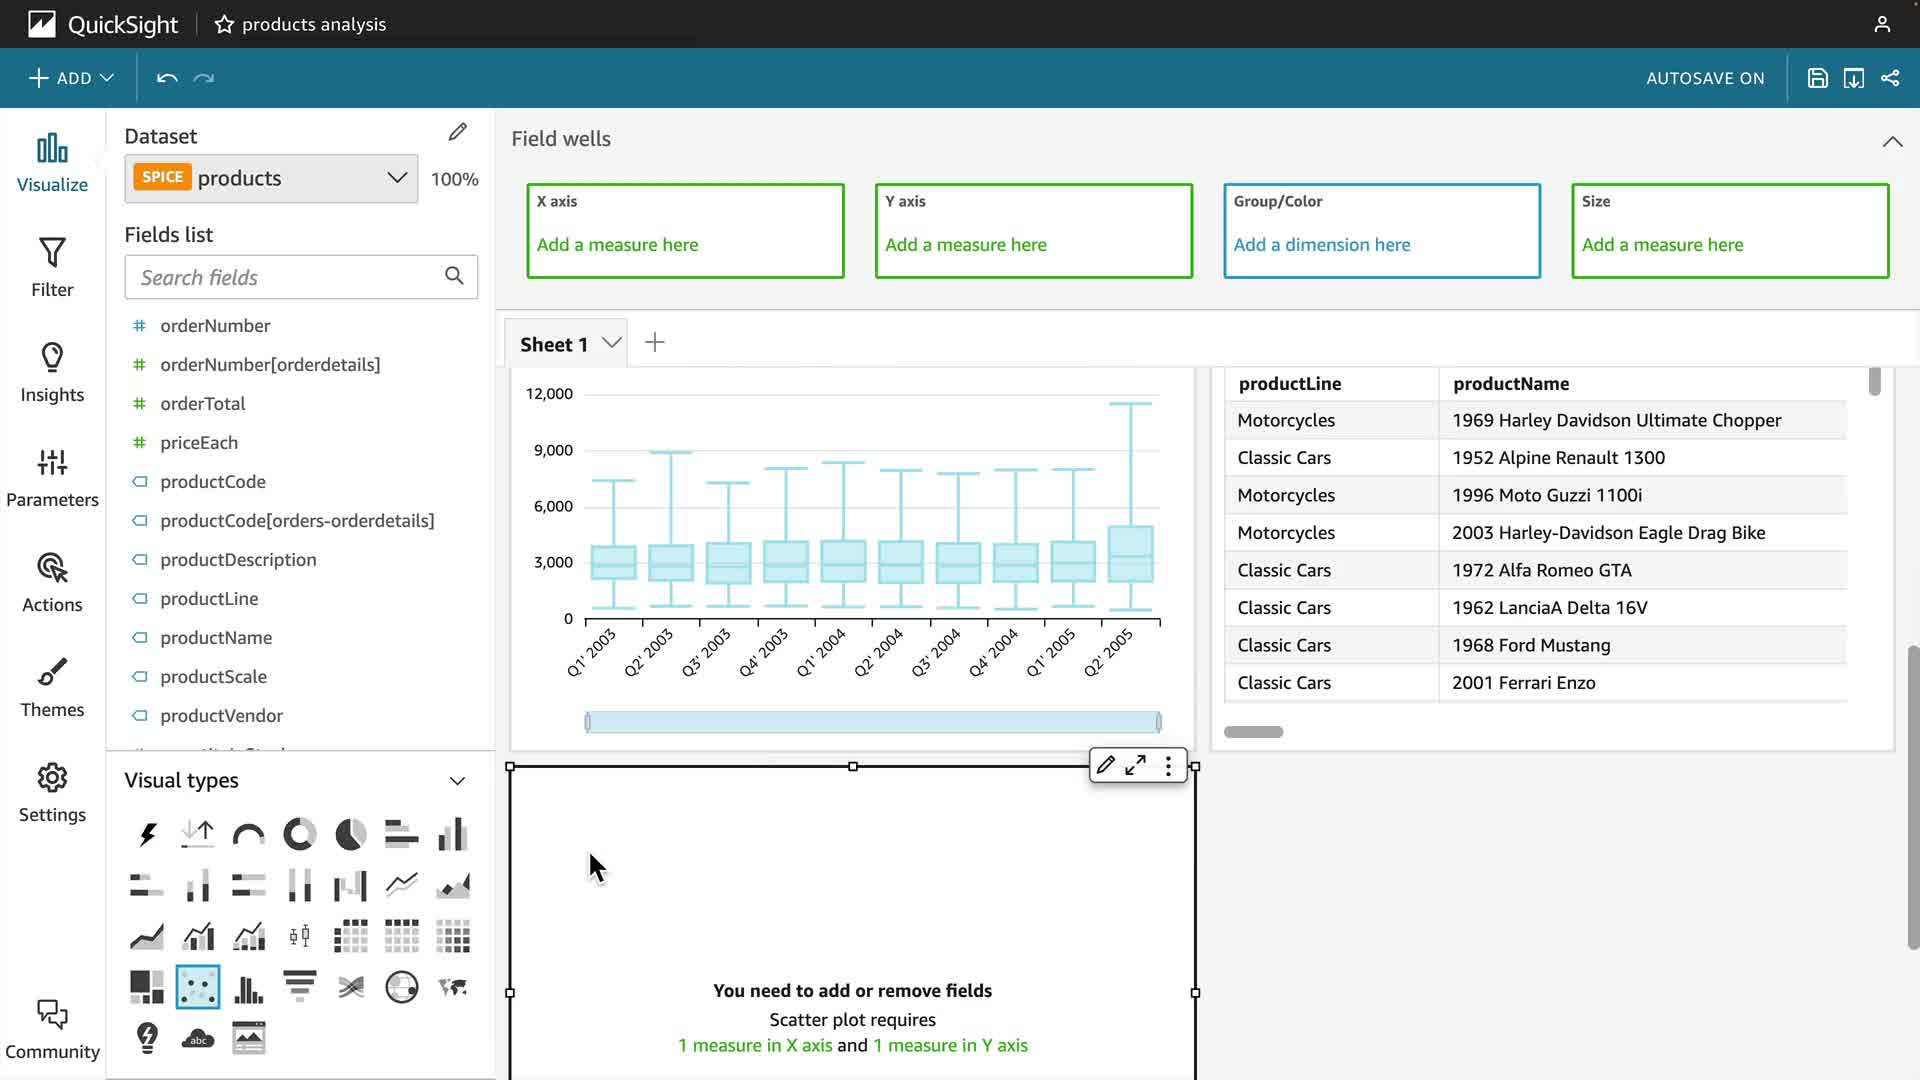 QuickSight
products analysis
ADD
AUTOSAVE ON
Visualize
Filter
Insights
Parameters
Actions
Themes
Settings
Community
Dataset
SPICE products
100%
Fields list
Search fields
# orderNumber
# orderNumber[orderdetails]
# orderTotal
# priceEach
productCode
productCode[orders-orderdetails]
productDescription
productLine
productName
productScale
productVendor
Visual types
abc
Field wells
X axis
Add a measure here
Y axis
Add a measure here
Group/Color
Add a dimension here
Size
Add a measure here
Sheet 1
12,000
9,000
6,000
3,000
0
Q1' 2003
Q2' 2003
Q3' 2003
Q4' 2003
Q1' 2004
Q2' 2004
Q3' 2004
Q4' 2004
Q1' 2005
Q2' 2005
productLine productName
Motorcycles 1969 Harley Davidson Ultimate Chopper
Classic Cars 1952 Alpine Renault 1300
Motorcycles 1996 Moto Guzzi 1100i
Motorcycles 2003 Harley-Davidson Eagle Drag Bike
Classic Cars 1972 Alfa Romeo GTA
Classic Cars 1962 LanciaA Delta 16V
Classic Cars 1968 Ford Mustang
Classic Cars 2001 Ferrari Enzo
You need to add or remove fields
Scatter plot requires
1 measure in X axis and 1 measure in Y axis